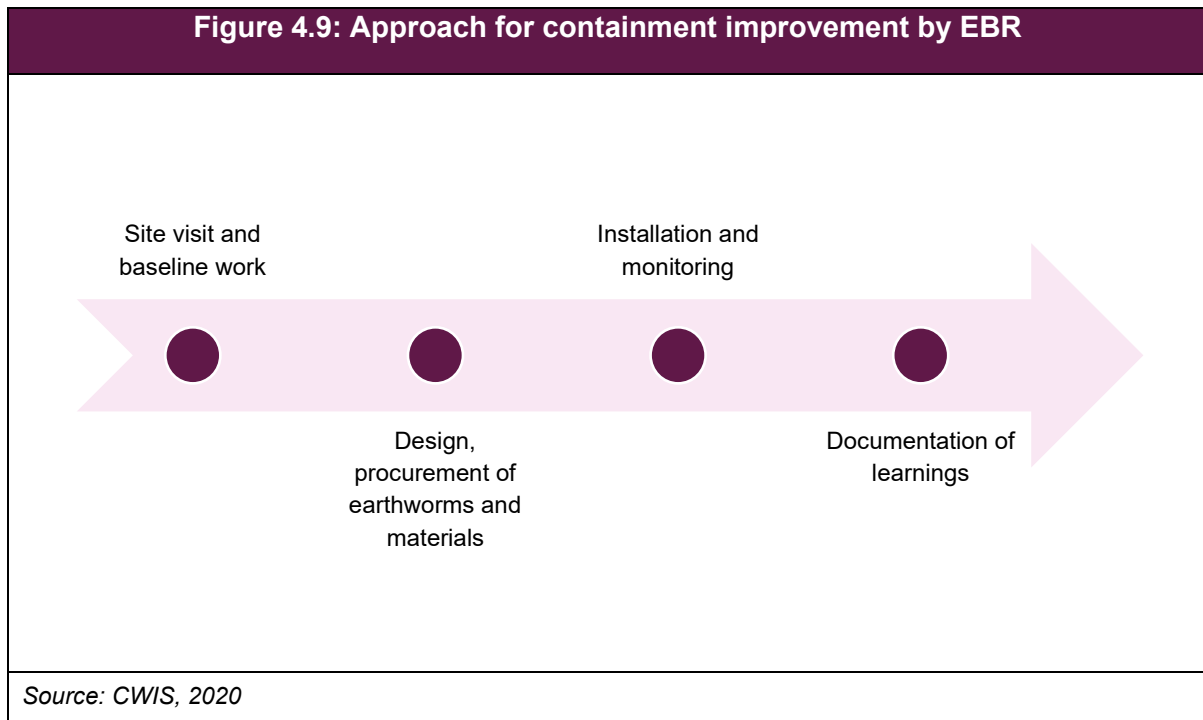 Figure 4.9: Approach for containment improvement by EBR
Site visit and
baseline work
Design,
procurement of
earthworms and
materials
Installation and
monitoring
Documentation of
learnings
Source: CWIS, 2020